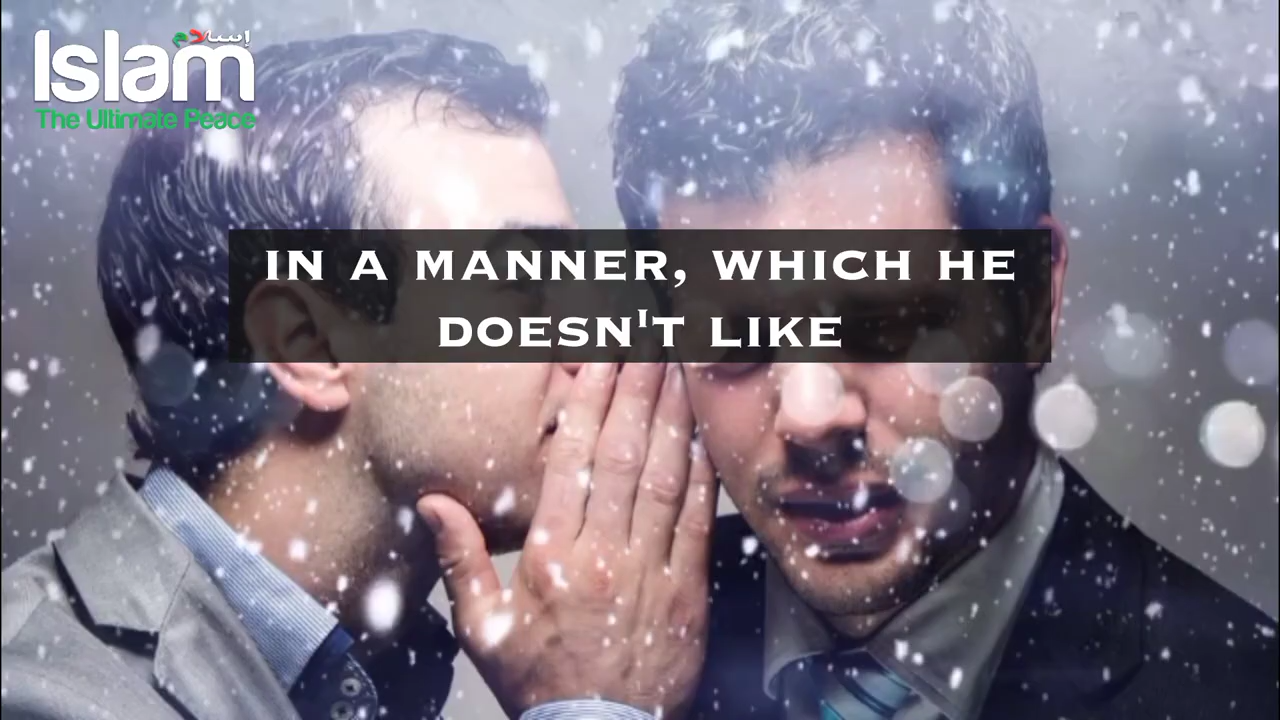 إسلام
Islam
The Ultimate Peace
IN A MANNER, WHICH HE
DOESN'T LIKE